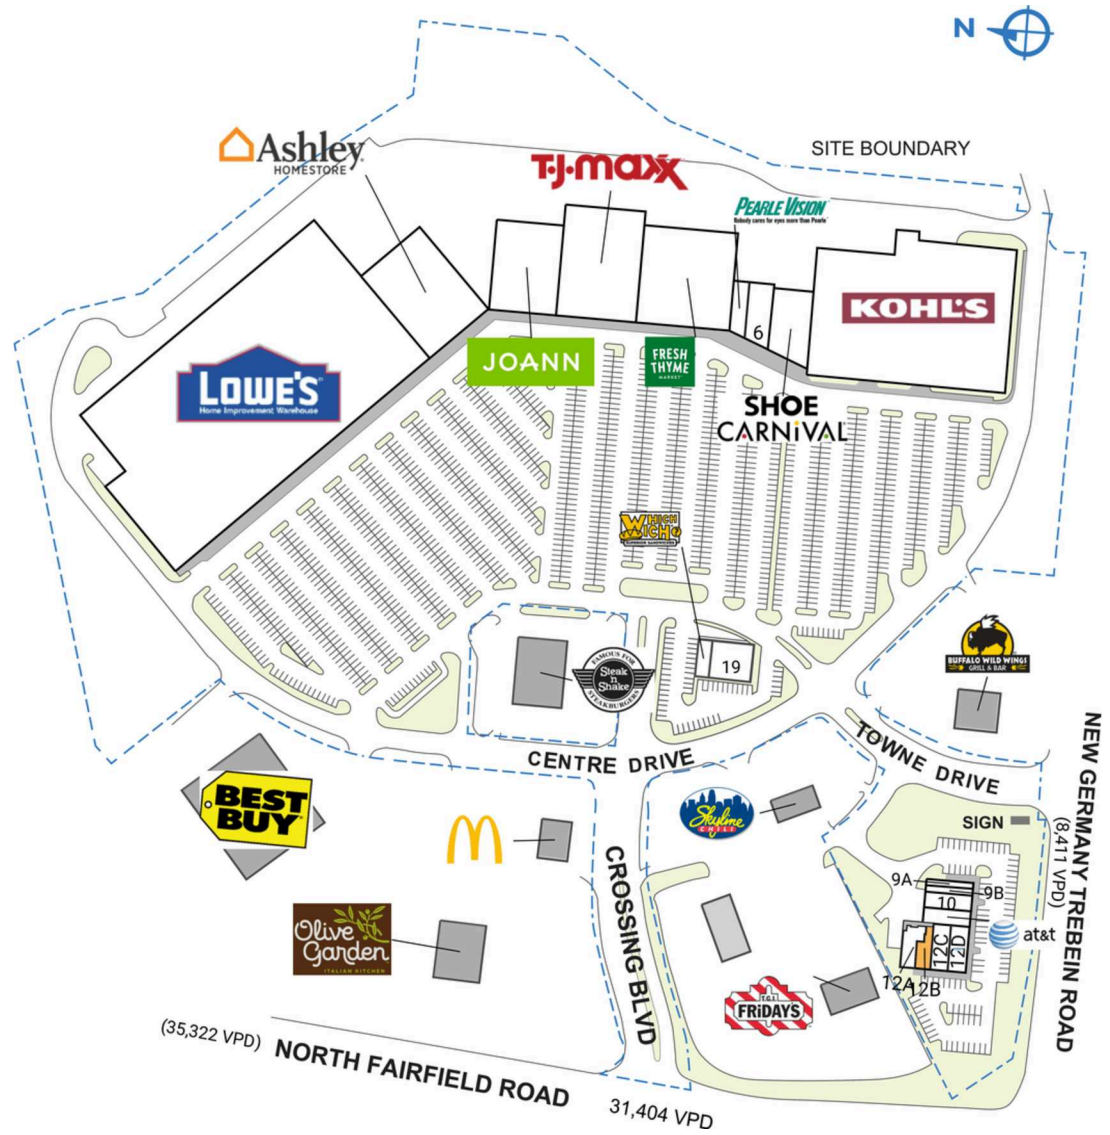 N
SITE BOUNDARY
Ashley
HOMESTORE
T·J·maxx
PEARLE VISION
Nobody cares for eyes more than Pearle
KOHL'S
6
JOANN
FRESH
THYME
MARKET
LOWE'S
Home Improvement Warehouse
SHOE
CARNiVAL
WHICH
WICH
SUPERIOR SANDWICHES
19
FAMOUS FOR
Steak
n
Shake
STEAKBURGERS
BUFFALO WILD WINGS
GRILL & BAR
CENTRE DRIVE
TOWNE DRIVE
NEW GERMANY TREBEIN ROAD
(8,411 VPD)
BEST
BUY
Skyline
CHILI
SIGN
CROSSING BLVD
9A
9B
10
at&t
12C
12D
12A
12B
Olive
Garden
ITALIAN KITCHEN
T.G.I.
FRiDAY'S
(35,322 VPD)
NORTH FAIRFIELD ROAD
31,404 VPD